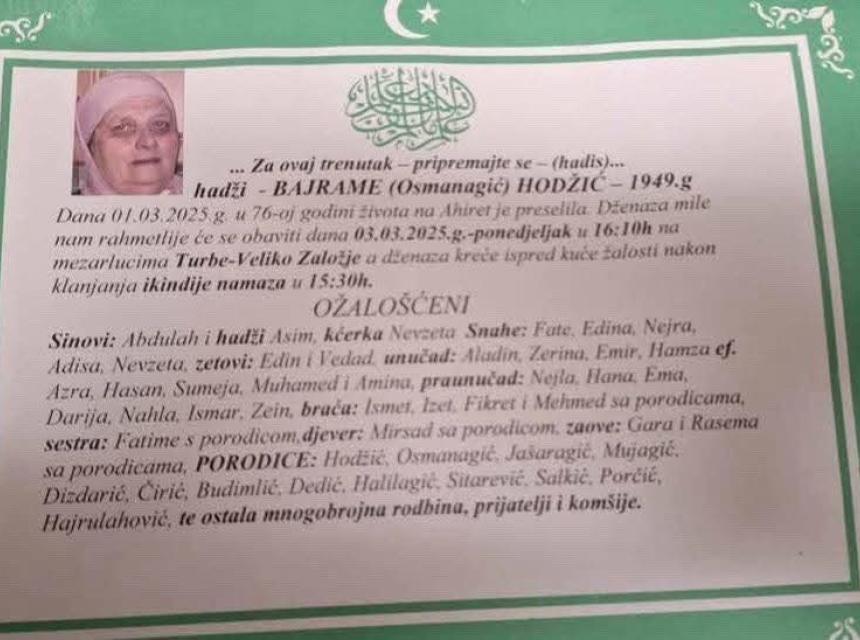 ... Za ovaj trenutak – pripremajte se – (hadis)...
hadži - BAJRAME (Osmanagić) HODŽIĆ – 1949.g
Dana 01.03.2025.g. u 76-oj godini života na Ahiret je preselila. Dženaza mile
nam rahmetlije će se obaviti dana 03.03.2025.g.-ponedjeljak u 16:10h na
mezarlucima Turbe-Veliko Založje a dženaza kreće ispred kuće žalosti nakon
klanjanja ikindije namaza u 15:30h.
OŽALOŠĆENI
Sinovi: Abdulah i hadži Asim, kćerka Nevzeta Snahe: Fate, Edina, Nejra,
Adisa, Nevzeta, zetovi: Edin i Vedad, unučad: Aladin, Zerina, Emir, Hamza ef.
Azra, Hasan, Sumeja, Muhamed i Amina, praunučad: Nejla, Hana, Ema,
Darija, Nahla, Ismar, Zein, braća: Ismet, Izet, Fikret i Mehmed sa porodicama,
sestra: Fatime s porodicom,djever: Mirsad sa porodicom, zaove: Gara i Rasema
sa porodicama, PORODICE: Hodžić, Osmanagić, Jašaragić, Mujagić,
Dizdarić, Ćirić, Budimlić, Dedić, Halilagić, Sitarević, Salkić, Porčić,
Hajrulahović, te ostala mnogobrojna rodbina, prijatelji i komšije.